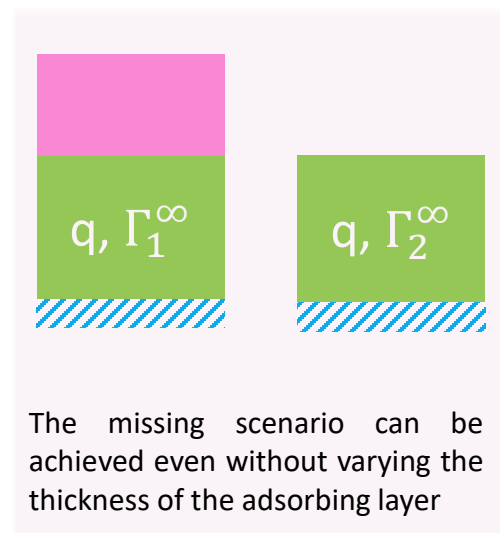 q, Γ₁^∞
q, Γ₂^∞
The missing scenario can be
achieved even without varying the
thickness of the adsorbing layer